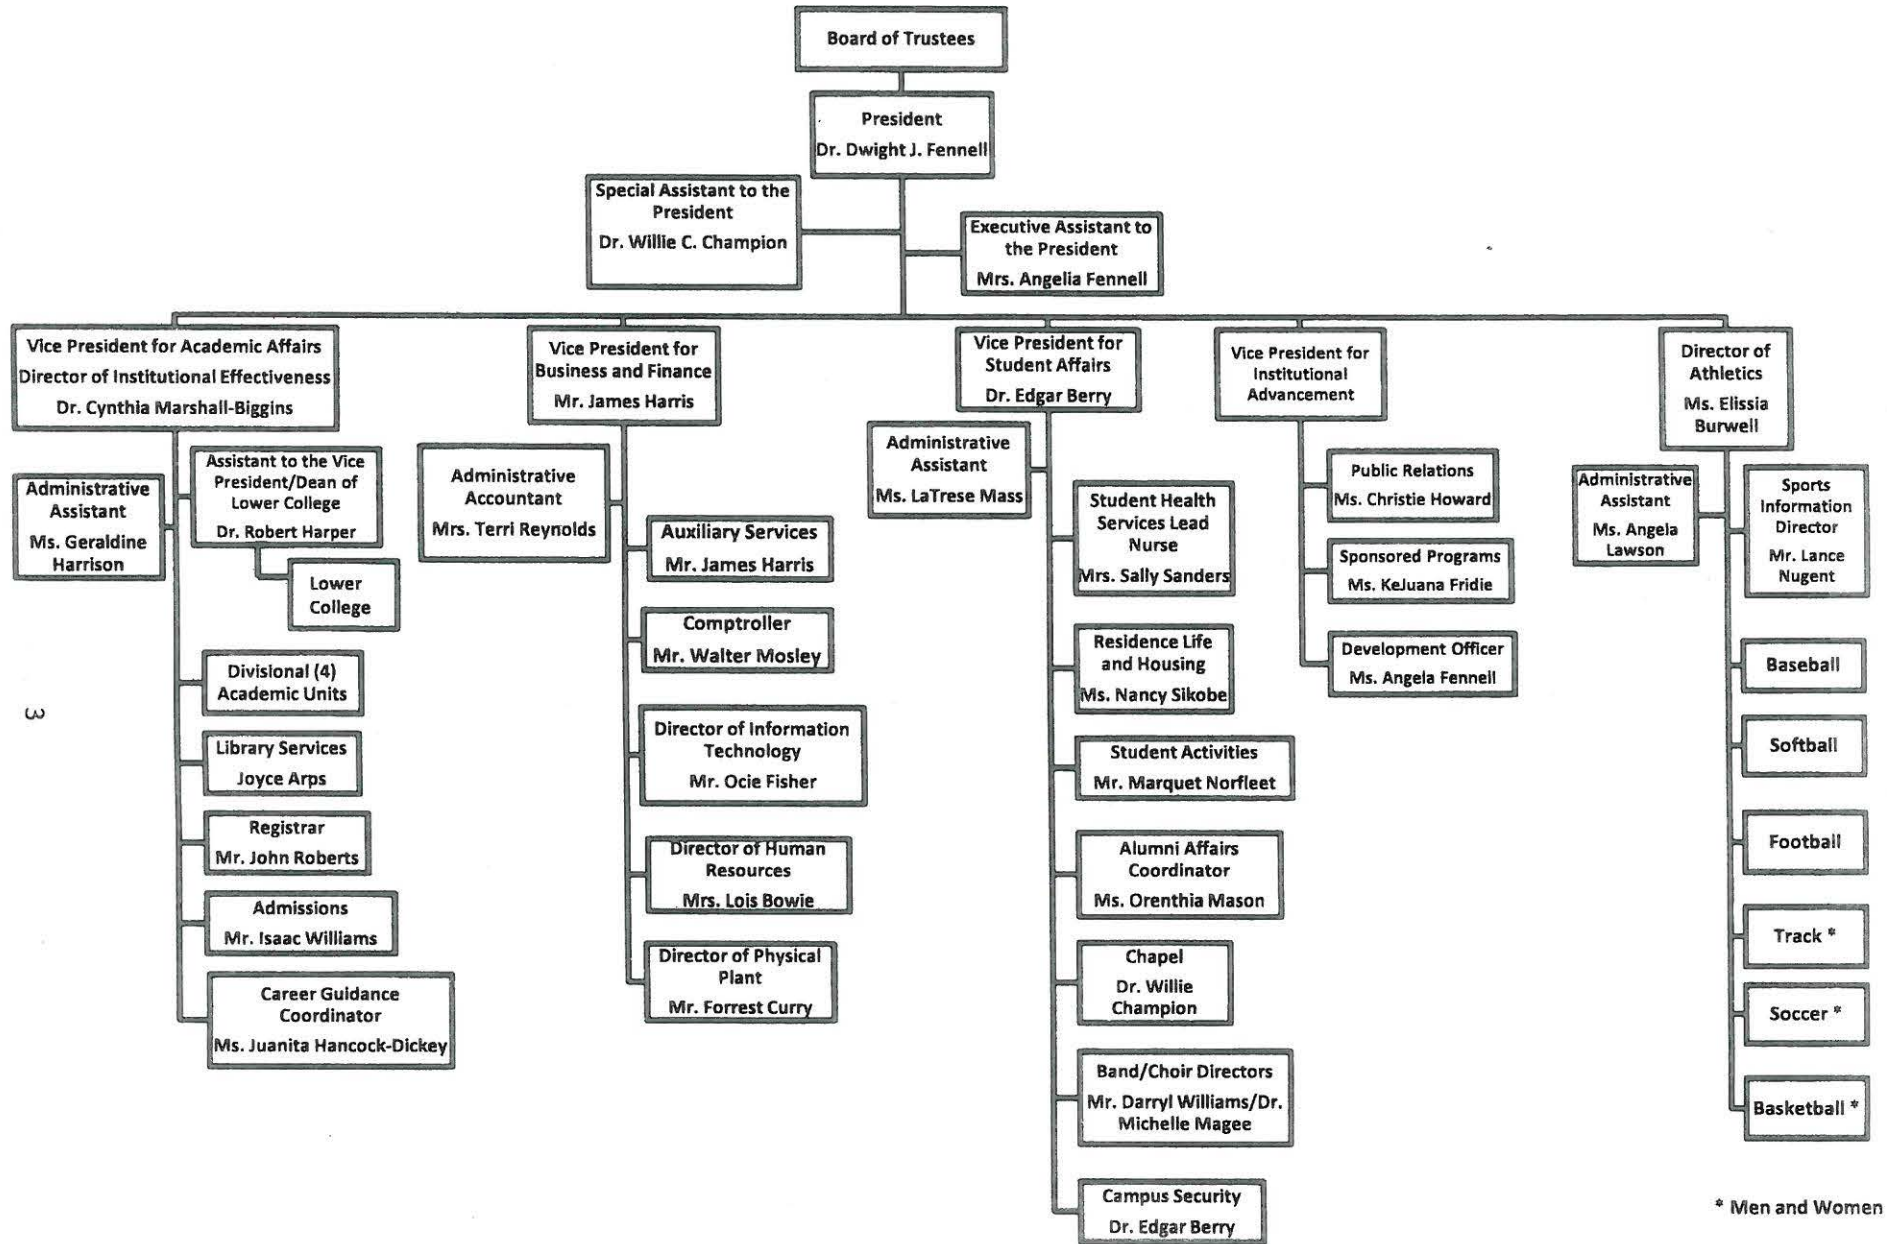 Board of Trustees
President
Dr. Dwight J. Fennell
Special Assistant to the
President
Dr. Willie C. Champion
Executive Assistant to
the President
Mrs. Angelia Fennell
Vice President for Academic Affairs
Director of Institutional Effectiveness
Dr. Cynthia Marshall-Biggins
Administrative
Assistant
Ms. Geraldine
Harrison
Assistant to the Vice
President/Dean of
Lower College
Dr. Robert Harper
Lower
College
Divisional (4)
Academic Units
Library Services
Joyce Arps
Registrar
Mr. John Roberts
Admissions
Mr. Isaac Williams
Career Guidance
Coordinator
Ms. Juanita Hancock-Dickey
Vice President for
Business and Finance
Mr. James Harris
Administrative
Accountant
Mrs. Terri Reynolds
Auxiliary Services
Mr. James Harris
Comptroller
Mr. Walter Mosley
Director of Information
Technology
Mr. Ocie Fisher
Director of Human
Resources
Mrs. Lois Bowie
Director of Physical
Plant
Mr. Forrest Curry
Vice President for
Student Affairs
Dr. Edgar Berry
Administrative
Assistant
Ms. LaTrese Mass
Student Health
Services Lead
Nurse
Mrs. Sally Sanders
Residence Life
and Housing
Ms. Nancy Sikobe
Student Activities
Mr. Marquet Norfleet
Alumni Affairs
Coordinator
Ms. Orenthia Mason
Chapel
Dr. Willie
Champion
Band/Choir Directors
Mr. Darryl Williams/Dr.
Michelle Magee
Campus Security
Dr. Edgar Berry
Vice President for
Institutional
Advancement
Public Relations
Ms. Christie Howard
Sponsored Programs
Ms. KeJuana Fridie
Development Officer
Ms. Angela Fennell
Director of
Athletics
Ms. Elissia
Burwell
Administrative
Assistant
Ms. Angela
Lawson
Sports
Information
Director
Mr. Lance
Nugent
Baseball
Softball
Football
Track *
Soccer *
Basketball *
* Men and Women
3